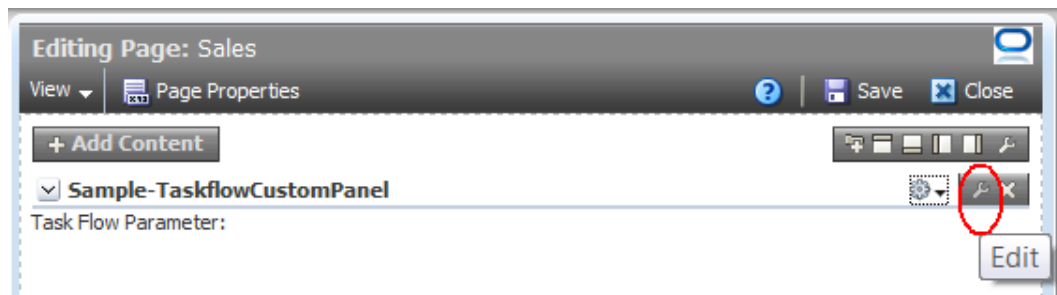 Editing Page: Sales
View Page Properties Save Close
+ Add Content
Sample-TaskflowCustomPanel
Task Flow Parameter:
Edit